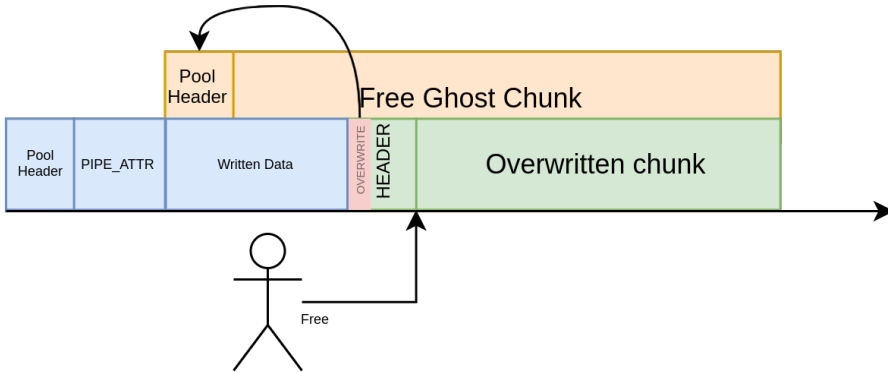 Pool
Header
Free Ghost Chunk
Pool
Header
PIPE_ATTR
Written Data
OVERWRITE
HEADER
Overwritten chunk
Free